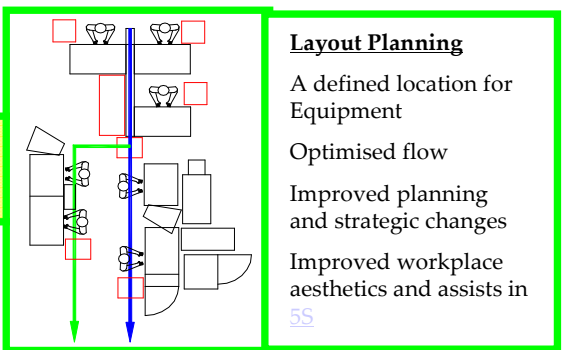 Layout Planning
A defined location for
Equipment
Optimised flow
Improved planning
and strategic changes
Improved workplace
aesthetics and assists in
5S